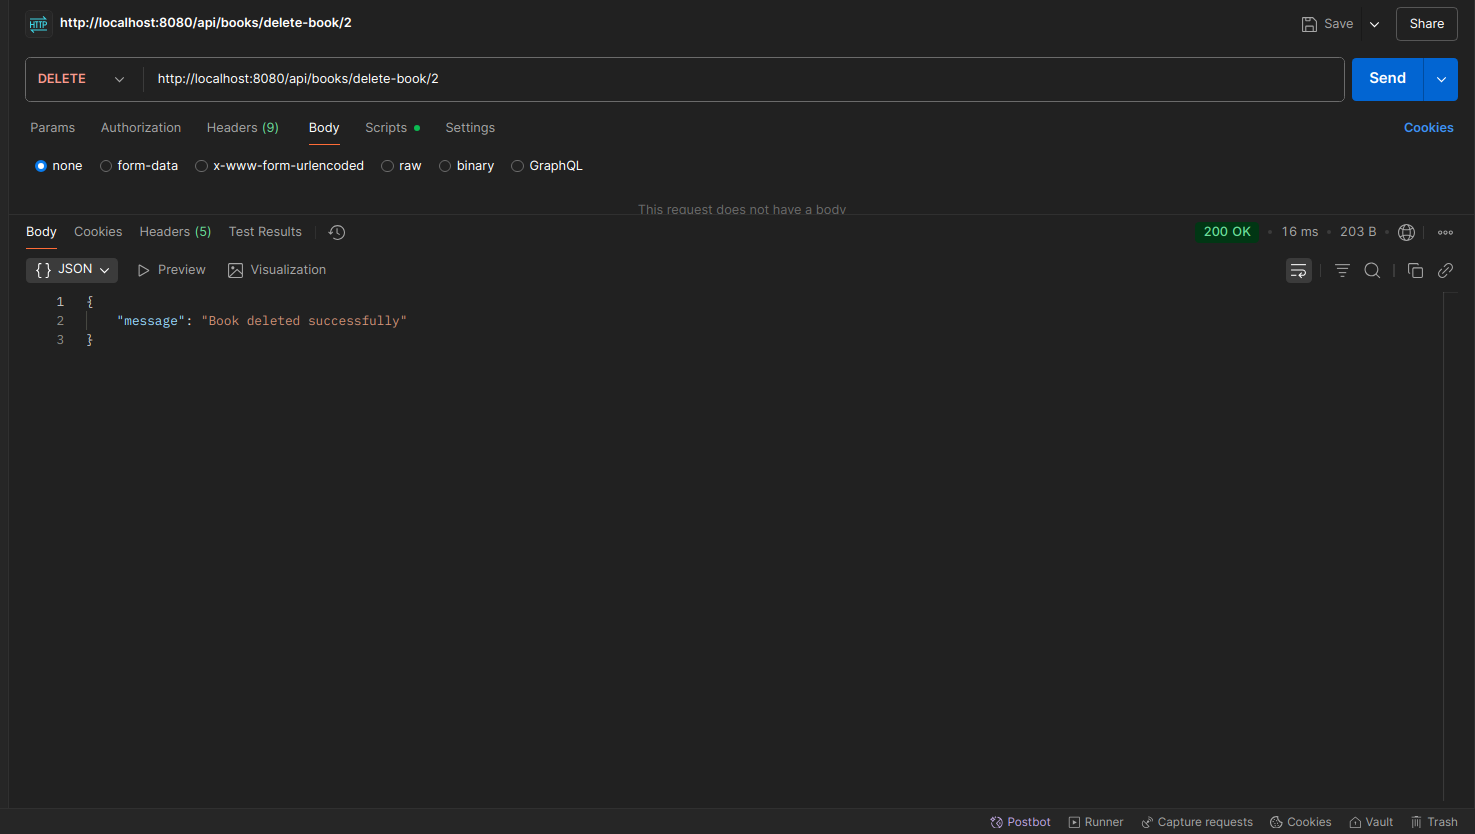 HTTP http://localhost:8080/api/books/delete-book/2 Save Share
DELETE http://localhost:8080/api/books/delete-book/2 Send
Params Authorization Headers (9) Body Scripts Settings Cookies
none form-data x-www-form-urlencoded raw binary GraphQL
This request does not have a body
Body Cookies Headers (5) Test Results 200 OK 16 ms 203 B
{} JSON Preview Visualization
1 {
2 "message": "Book deleted successfully"
3 }
Postbot Runner Capture requests Cookies Vault Trash